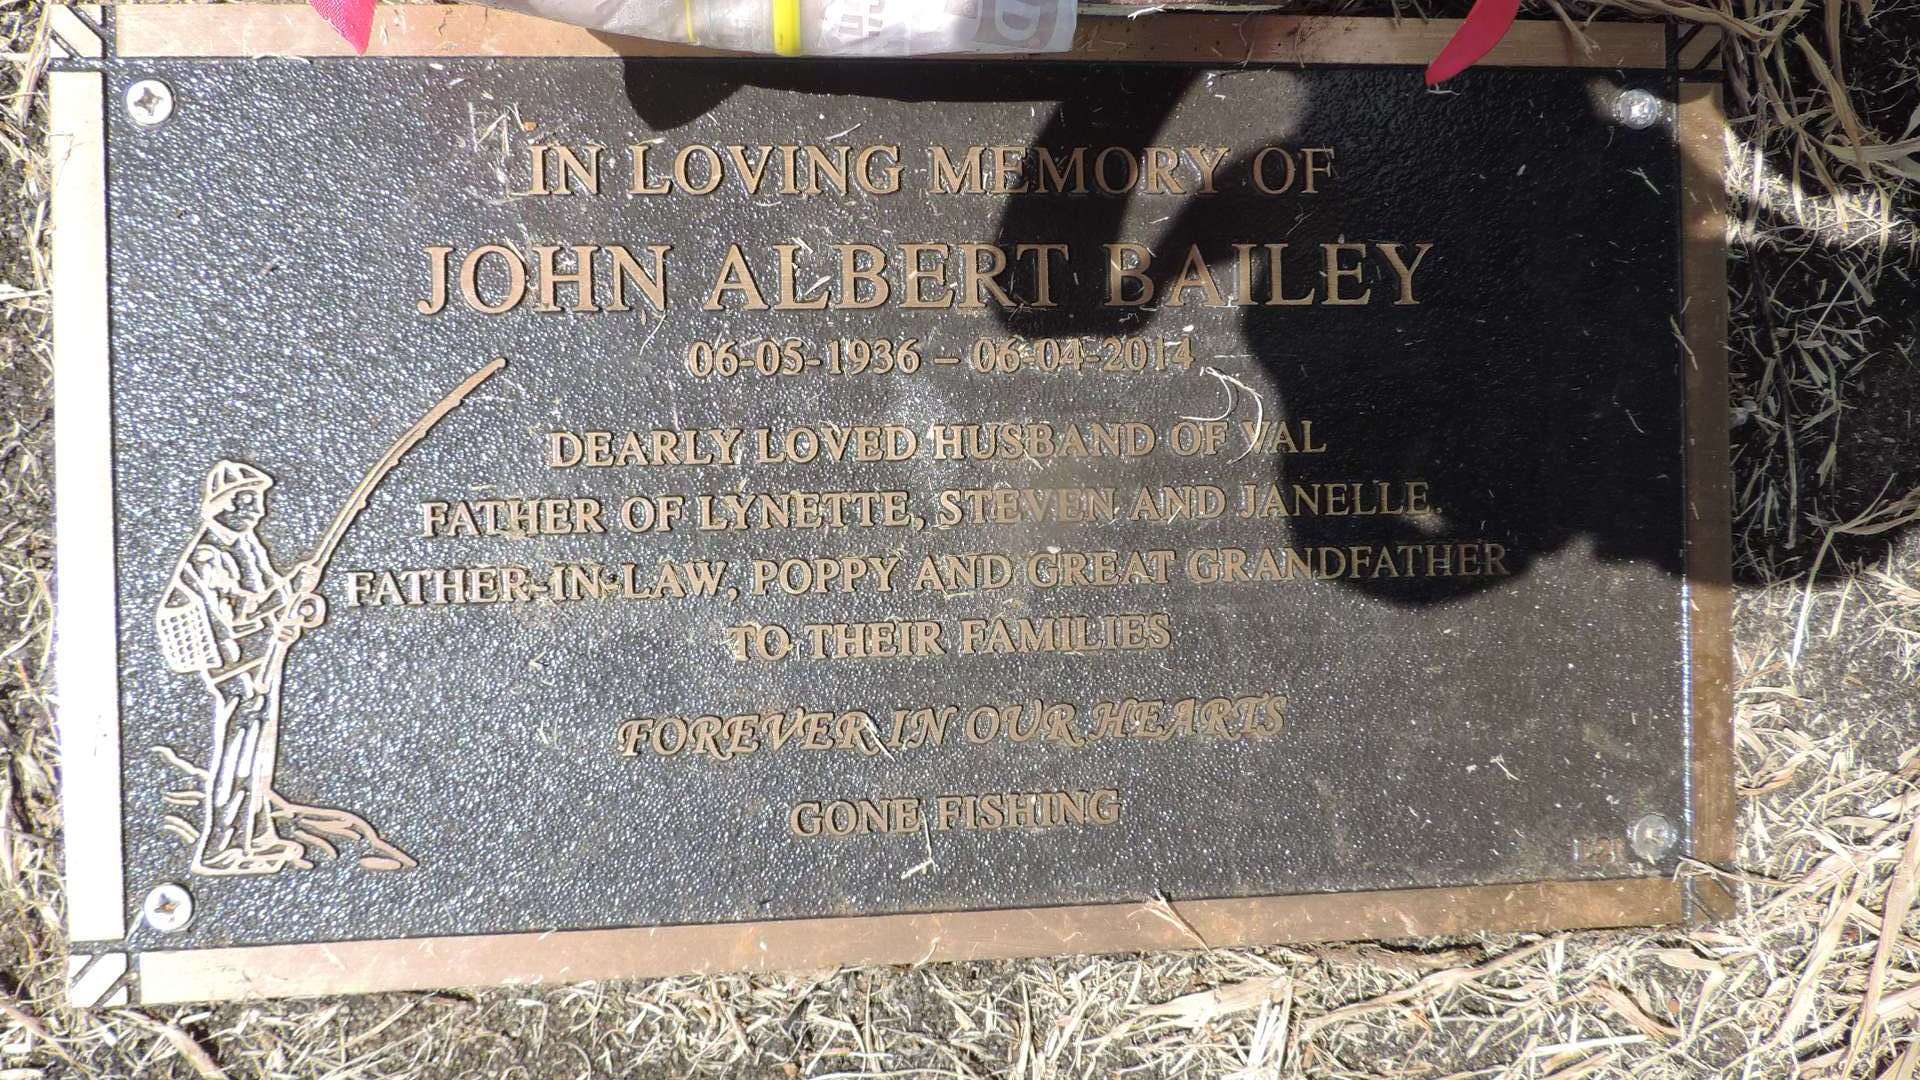 IN LOVING MEMORY OF
JOHN ALBERT BAILEY
06-05-1936 – 06-04-2014
DEARLY LOVED HUSBAND OF VAL
FATHER OF LYNETTE, STEVEN AND JANELLE.
FATHER-IN-LAW, POPPY AND GREAT GRANDFATHER
TO THEIR FAMILIES
FOREVER IN OUR HEARTS
GONE FISHING